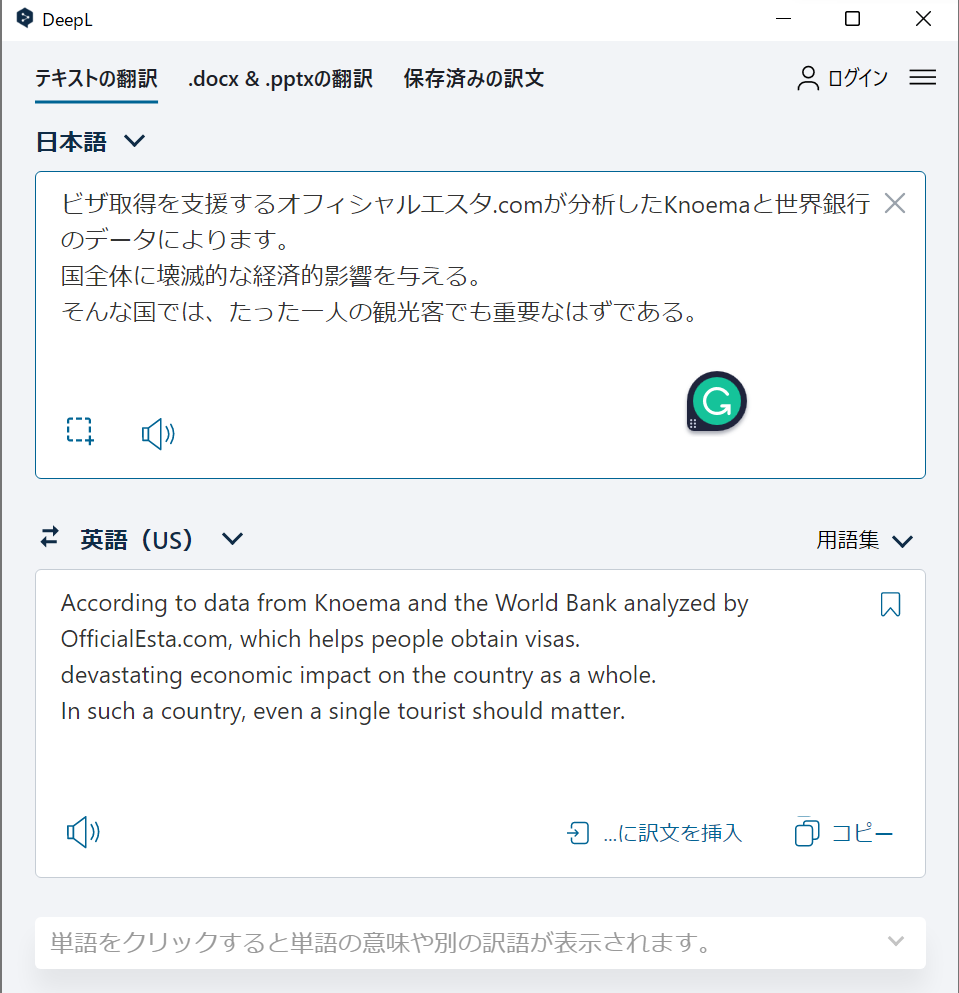 DeepL
テキストの翻訳 .docx & .pptxの翻訳 保存済みの訳文 ログイン
日本語
ビザ取得を支援するオフィシャルエスタ.comが分析したKnoemaと世界銀行
のデータによります。
国全体に壊滅的な経済的影響を与える。
そんな国では、たった一人の観光客でも重要なはずである。
G
英語（US） 用語集
According to data from Knoema and the World Bank analyzed by
OfficialEsta.com, which helps people obtain visas.
devastating economic impact on the country as a whole.
In such a country, even a single tourist should matter.
...に訳文を挿入 コピー
単語をクリックすると単語の意味や別の訳語が表示されます。